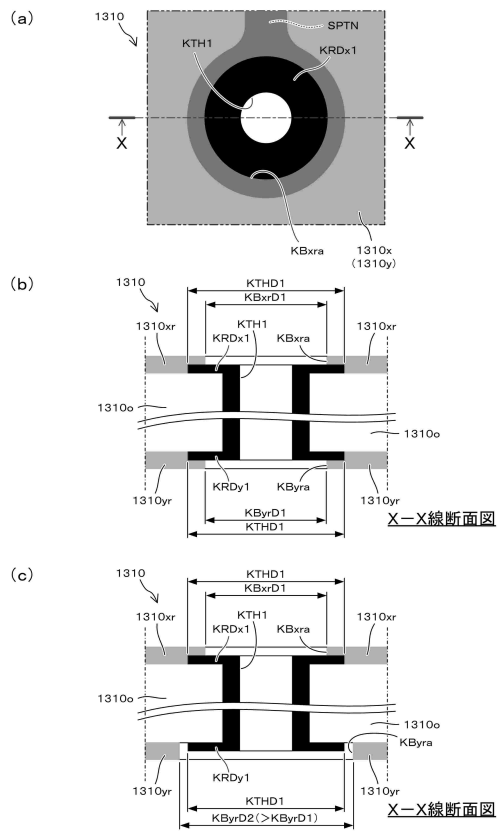 (a)
1310
SPTN
KTH1
KRDx1
X
X
KBxra
1310x
(1310y)
(b)
1310
KTHD1
KBxrD1
KTH1
1310xr
KRDx1
KBxra
1310xr
1310o
1310o
1310yr
KRDy1
KByra
1310yr
KByrD1
KTHD1
X－X線断面図
(c)
1310
KTHD1
KBxrD1
KTH1
1310xr
KRDx1
KBxra
1310xr
1310o
1310o
KByra
1310yr
KRDy1
1310yr
KTHD1
KByrD2(>KByrD1)
X－X線断面図